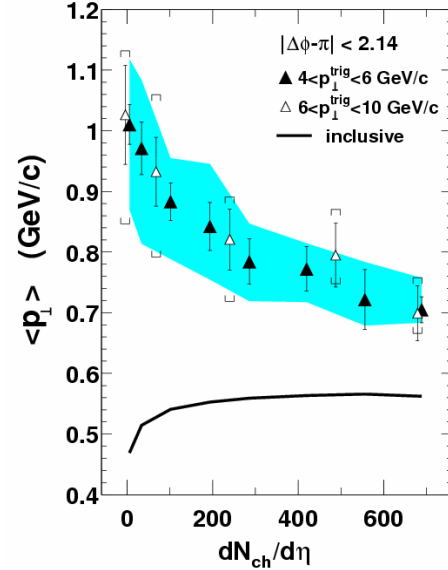 |Δϕ-π| < 2.14
▲ 4<p⊥^trig<6 GeV/c
△ 6<p⊥^trig<10 GeV/c
inclusive
<p⊥> (GeV/c)
1.2
1.1
1
0.9
0.8
0.7
0.6
0.5
0.4
0 200 400 600
dN_ch/dη